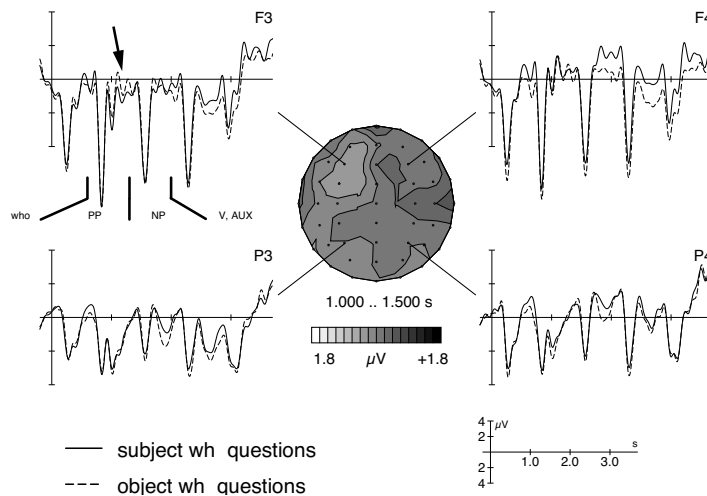 F3
F4
who PP NP V, AUX
P3
P4
1.000 .. 1.500 s
1.8 µV +1.8
subject wh questions
object wh questions
4 µV
2
s
1.0 2.0 3.0
2
4